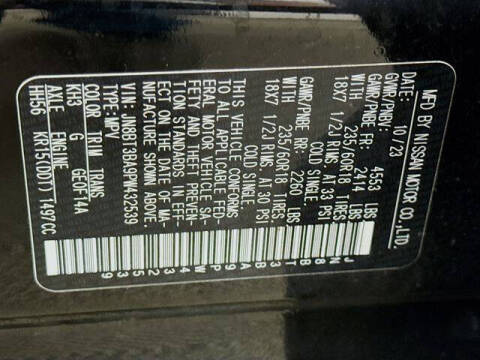 MFD BY NISSAN MOTOR CO.,LTD.
10/23
GVWR/PNBV: 4553 LBS
GAWR/PNBE FR: 2414 LBS
WITH 235/60R18 TIRES
18X7 1/2J RIMS AT 33 PSI
COLD SINGLE
GAWR/PNBE RR: 2260 LBS
WITH 235/60R18 TIRES
18X7 1/2J RIMS AT 30 PSI
COLD SINGLE
THIS VEHICLE CONFORMS
TO ALL APPLICABLE FED-
ERAL MOTOR VEHICLE SA-
FETY AND THEFT PREVEN-
TION STANDARDS IN EFF-
ECT ON THE DATE OF MA-
NUFACTURE SHOWN ABOVE.
VIN: JN8BT3BA9PW432539
TYPE: MPV
COLOR TRIM TRANS
KH3 G GE0F14A
AXLE ENGINE
HH56 KR15(DDT)1497CC
JN8BT3BA9PW432539